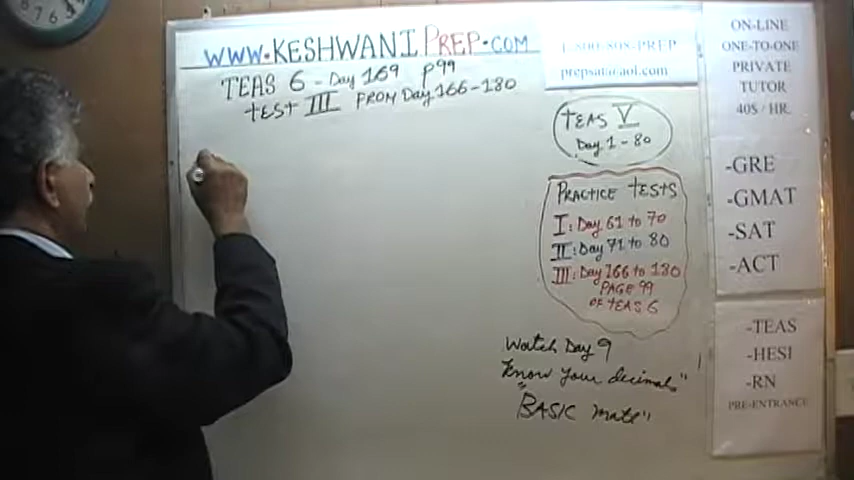 WWW.KESHWANIPREP.COM
TEAS 6 - Day 169 P99
TEST III FROM Day 166-180
1-800-SOS-PREP
prepsat@aol.com
TEAS V
Day 1-80
PRACTICE TESTS
I: Day 61 to 70
II: Day 71 to 80
III: Day 166 to 180
PAGE 99
OF TEAS 6
Watch Day 9
"Know your decimals"
"BASIC math"
ON-LINE
ONE-TO-ONE
PRIVATE
TUTOR
40$ / HR.
-GRE
-GMAT
-SAT
-ACT
-TEAS
-HESI
-RN
PRE-ENTRANCE